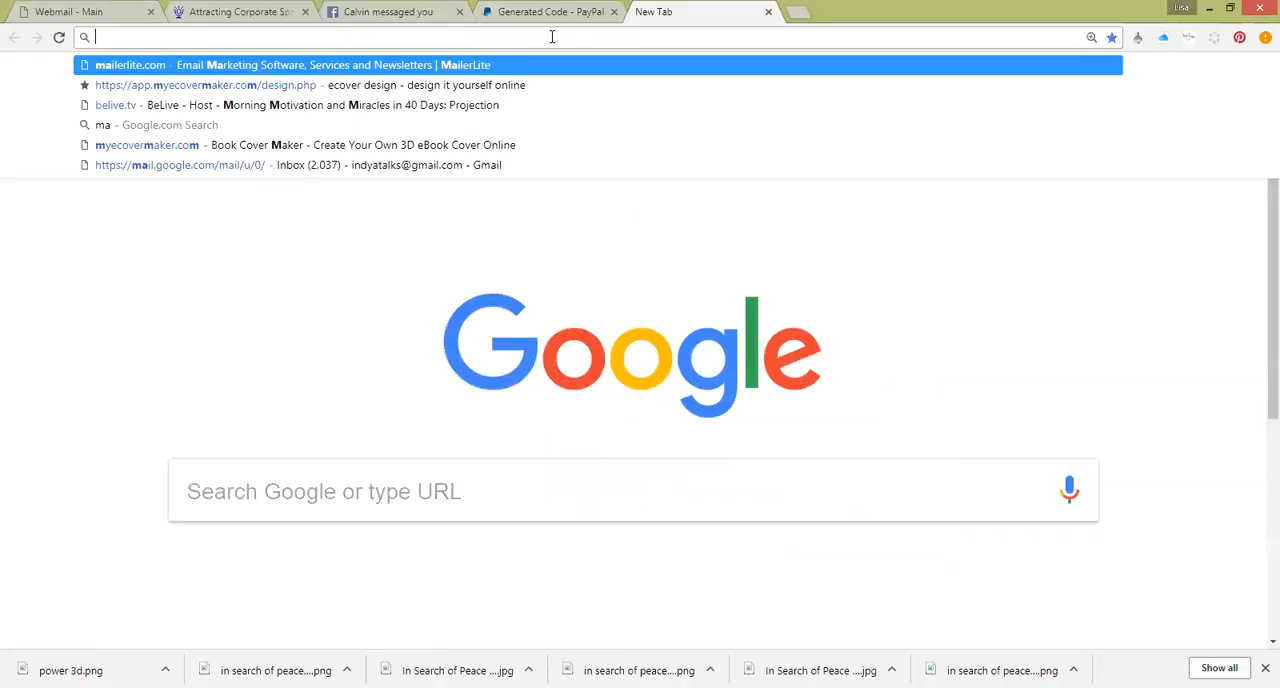 Webmail - Main
Attracting Corporate Sp
Calvin messaged you
Generated Code - PayPal
New Tab
Lisa
mailerlite.com - Email Marketing Software, Services and Newsletters | MailerLite
https://app.myecovermaker.com/design.php - ecover design - design it yourself online
belive.tv - BeLive - Host - Morning Motivation and Miracles in 40 Days: Projection
ma - Google.com Search
myecovermaker.com - Book Cover Maker - Create Your Own 3D eBook Cover Online
https://mail.google.com/mail/u/0/ - Inbox (2,037) - indyatalks@gmail.com - Gmail
Google
Search Google or type URL
power 3d.png
in search of peace....png
In Search of Peace ....jpg
in search of peace....png
In Search of Peace ....jpg
in search of peace....png
Show all